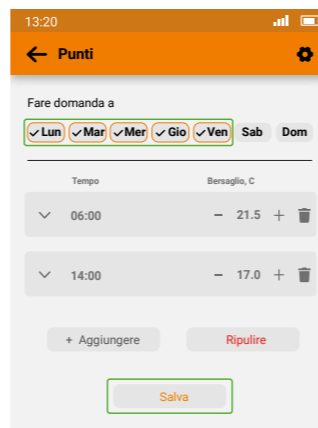 13:20
Punti
Fare domanda a
Lun Mar Mer Gio Ven Sab Dom
Tempo Bersaglio, C
06:00 − 21.5 +
14:00 − 17.0 +
+ Aggiungere Ripulire
Salva